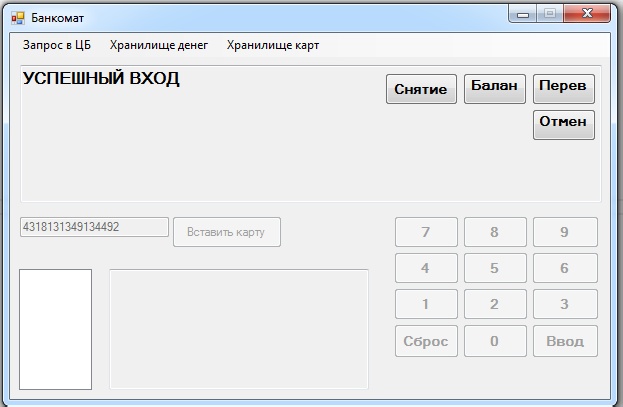 Банкомат
Запрос в ЦБ Хранилище денег Хранилище карт
УСПЕШНЫЙ ВХОД
Снятие Балан Перев
Отмен
4318131349134492 Вставить карту
7 8 9
4 5 6
1 2 3
Сброс 0 Ввод